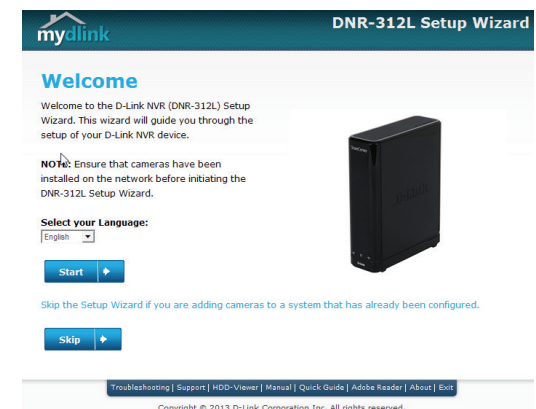 mydlink
DNR-312L Setup Wizard
Welcome
Welcome to the D-Link NVR (DNR-312L) Setup
Wizard. This wizard will guide you through the
setup of your D-Link NVR device.
NOTE: Ensure that cameras have been
installed on the network before initiating the
DNR-312L Setup Wizard.
Select your Language:
English
Start
Skip the Setup Wizard if you are adding cameras to a system that has already been configured.
Skip
Troubleshooting | Support | HDD-Viewer | Manual | Quick Guide | Adobe Reader | About | Exit
Copyright © 2013 D-Link Corporation Inc. All rights reserved.
D-Link